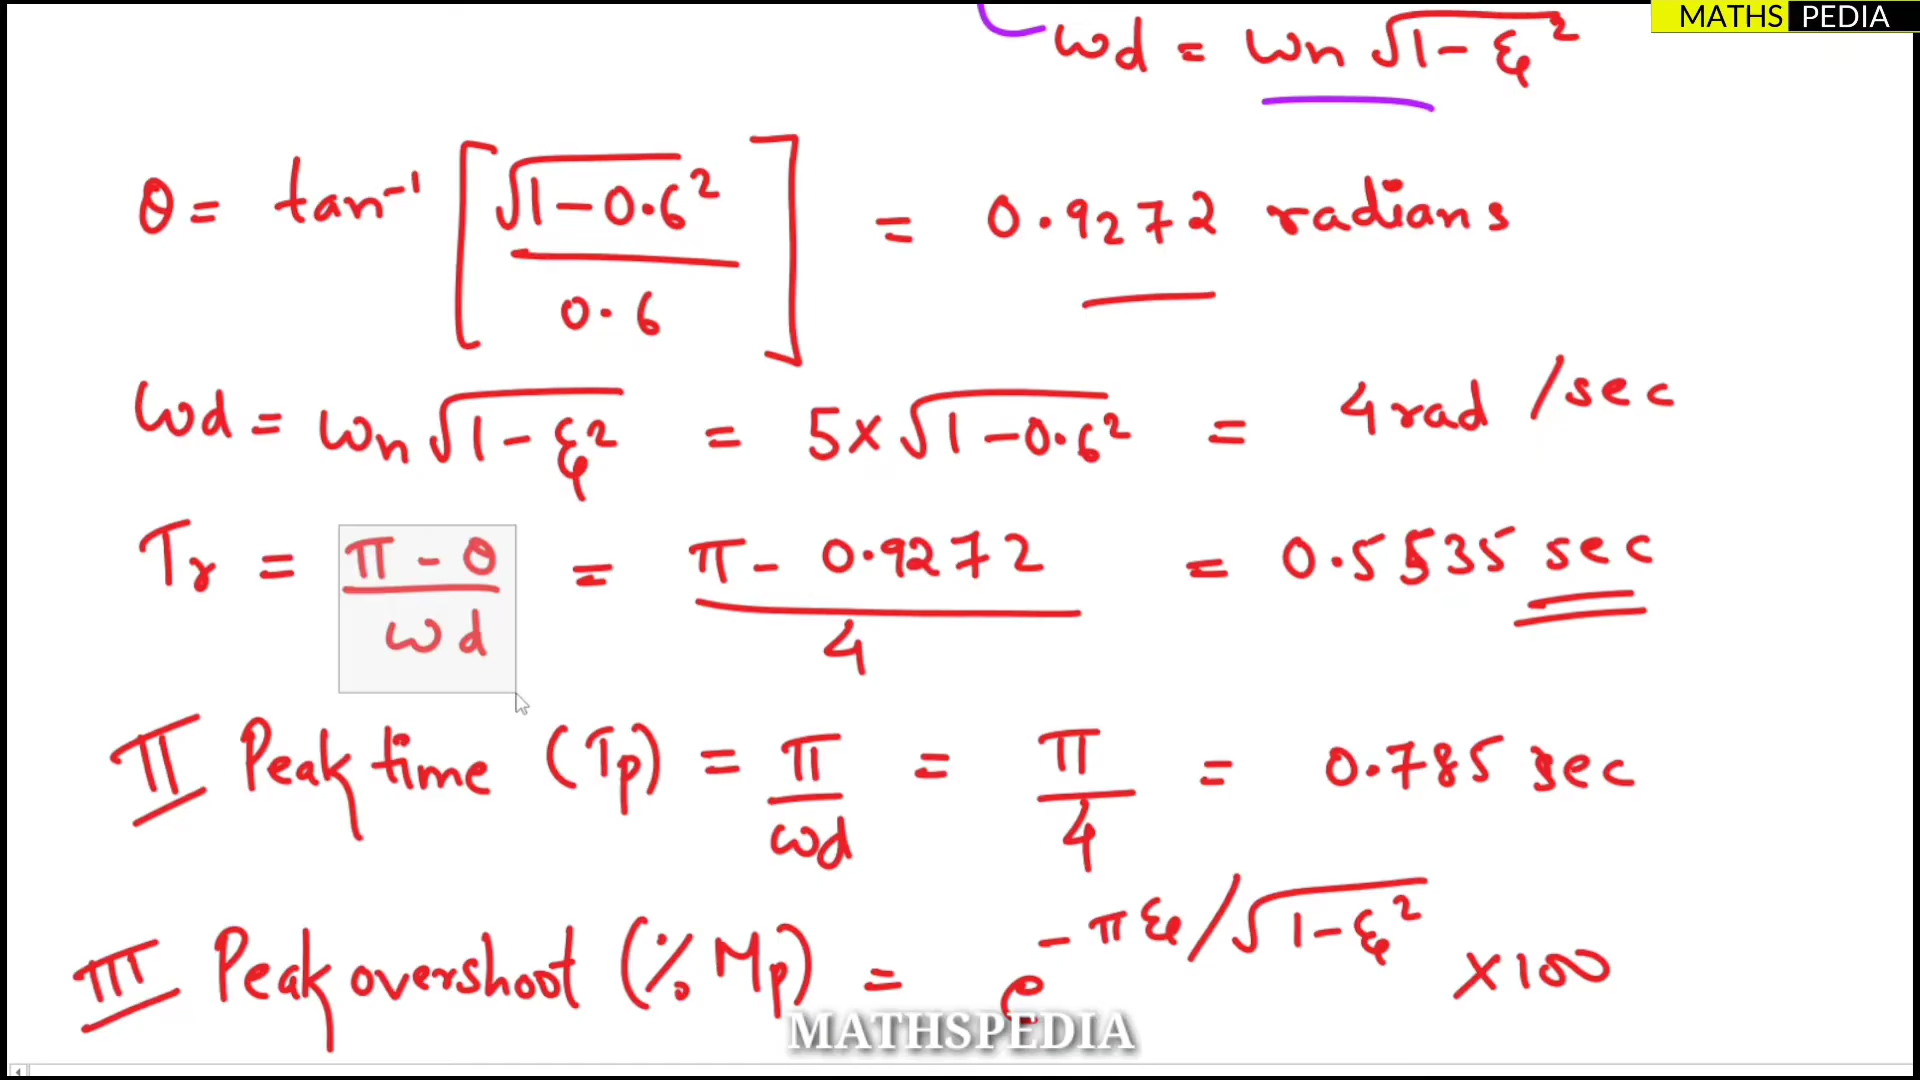 MATHS PEDIA
ωd = ωn √1-ξ²
θ = tan⁻¹ [√1-0.6² / 0.6] = 0.9272 radians
ωd = ωn √1-ξ² = 5×√1-0.6² = 4 rad/sec
Tr = π-θ / ωd = π-0.9272 / 4 = 0.5535 sec
II Peak time (Tp) = π/ωd = π/4 = 0.785 sec
III Peak overshoot (% Mp) = e^-πξ/√1-ξ² ×100
MATHSPEDIA